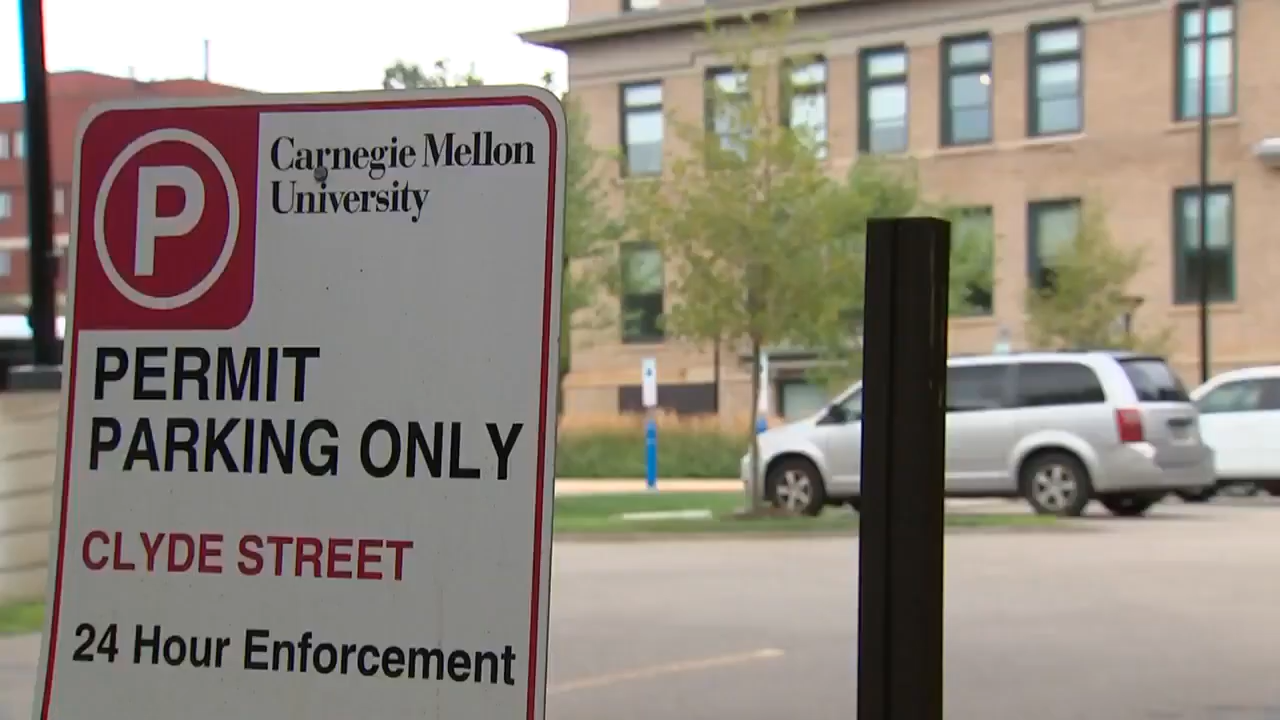 P
Carnegie Mellon
University
PERMIT
PARKING ONLY
CLYDE STREET
24 Hour Enforcement